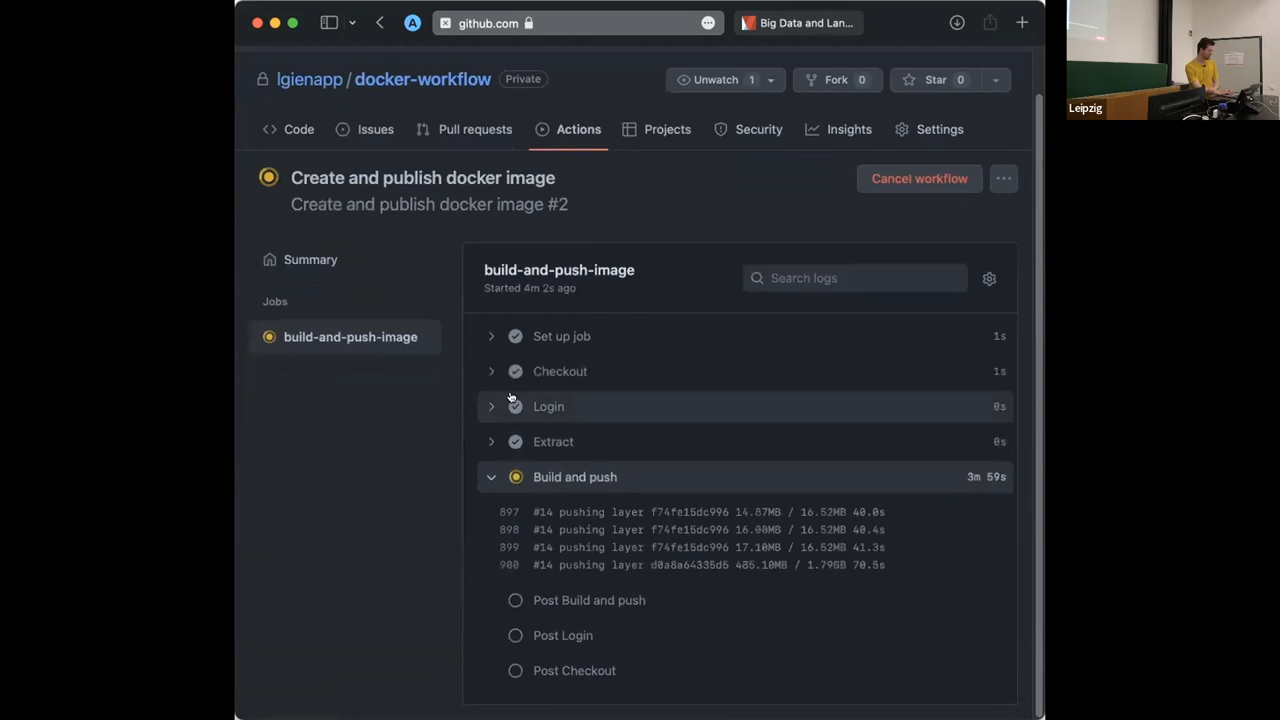 github.com
Big Data and Lan...
lgienapp / docker-workflow Private
Unwatch 1
Fork 0
Star 0
Code
Issues
Pull requests
Actions
Projects
Security
Insights
Settings
Create and publish docker image
Create and publish docker image #2
Cancel workflow
Summary
Jobs
build-and-push-image
build-and-push-image
Started 4m 2s ago
Search logs
Set up job 1s
Checkout 1s
Login 0s
Extract 0s
Build and push 3m 59s
897 #14 pushing layer f74fe15dc996 14.87MB / 16.52MB 40.0s
898 #14 pushing layer f74fe15dc996 16.00MB / 16.52MB 40.4s
899 #14 pushing layer f74fe15dc996 17.10MB / 16.52MB 41.3s
900 #14 pushing layer d0a8a64335d5 485.10MB / 1.79GB 70.5s
Post Build and push
Post Login
Post Checkout
Leipzig